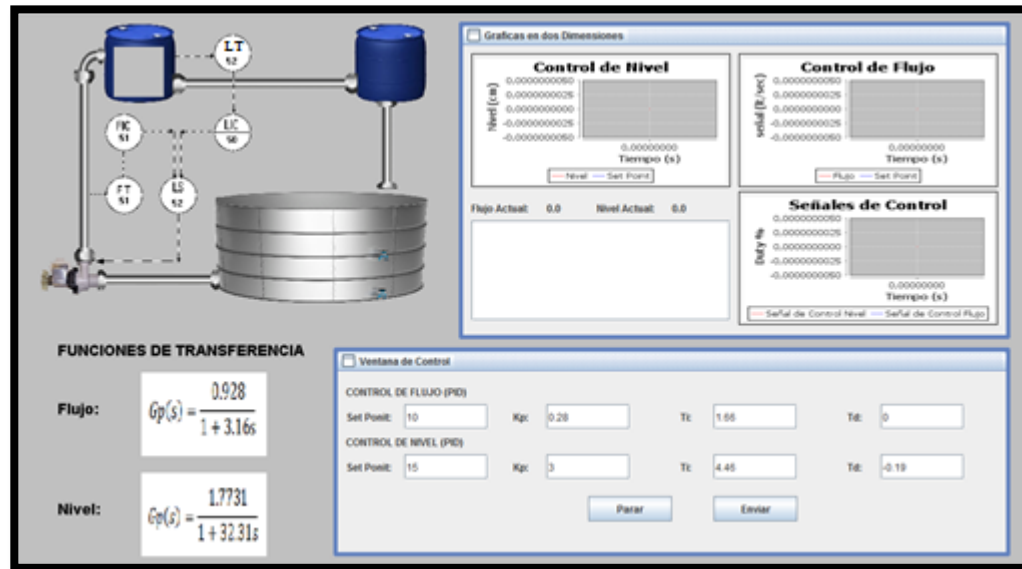 LT
52
FIC
51
LIC
50
FT
51
LS
52
Graficas en dos Dimensiones
Control de Nivel
Nivel (cm)
0.0000000050
0.0000000025
0.0000000000
-0.0000000025
-0.0000000050
0.00000000
Tiempo (s)
Nivel Set Point
Control de Flujo
señal (lt/sec)
0.0000000050
0.0000000025
0.0000000000
-0.0000000025
-0.0000000050
0.00000000
Tiempo (s)
Flujo Set Point
Flujo Actual: 0.0 Nivel Actual: 0.0
Señales de Control
Duty %
0.0000000050
0.0000000025
0.0000000000
-0.0000000025
-0.0000000050
0.00000000
Tiempo (s)
Señal de Control Nivel Señal de Control Flujo
FUNCIONES DE TRANSFERENCIA
Flujo:
Gp(s) = 0.928 / 1 + 3.16s
Nivel:
Gp(s) = 1.7731 / 1 + 32.31s
Ventana de Control
CONTROL DE FLUJO (PID)
Set Ponit: 10 Kp: 0.28 Ti: 1.66 Td: 0
CONTROL DE NIVEL (PID)
Set Ponit: 15 Kp: 3 Ti: 4.46 Td: -0.19
Parar Enviar